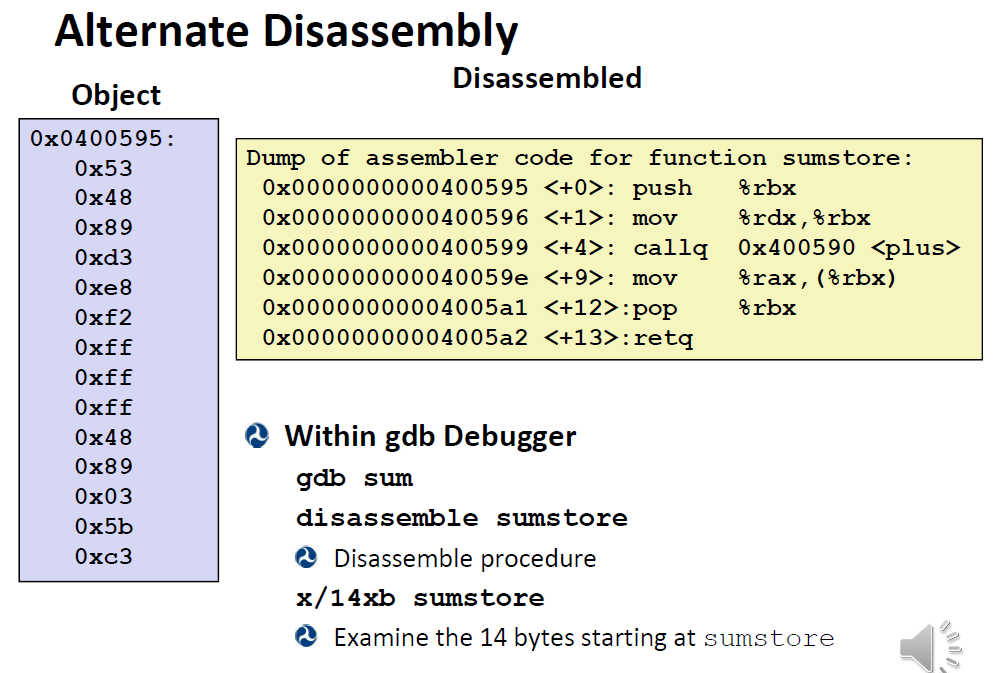 Alternate Disassembly
Object
Disassembled
0x0400595:
0x53
0x48
0x89
0xd3
0xe8
0xf2
0xff
0xff
0xff
0x48
0x89
0x03
0x5b
0xc3
Dump of assembler code for function sumstore:
0x0000000000400595 <+0>: push %rbx
0x0000000000400596 <+1>: mov %rdx,%rbx
0x0000000000400599 <+4>: callq 0x400590 <plus>
0x000000000040059e <+9>: mov %rax,(%rbx)
0x00000000004005a1 <+12>:pop %rbx
0x00000000004005a2 <+13>:retq
Within gdb Debugger
gdb sum
disassemble sumstore
Disassemble procedure
x/14xb sumstore
Examine the 14 bytes starting at sumstore